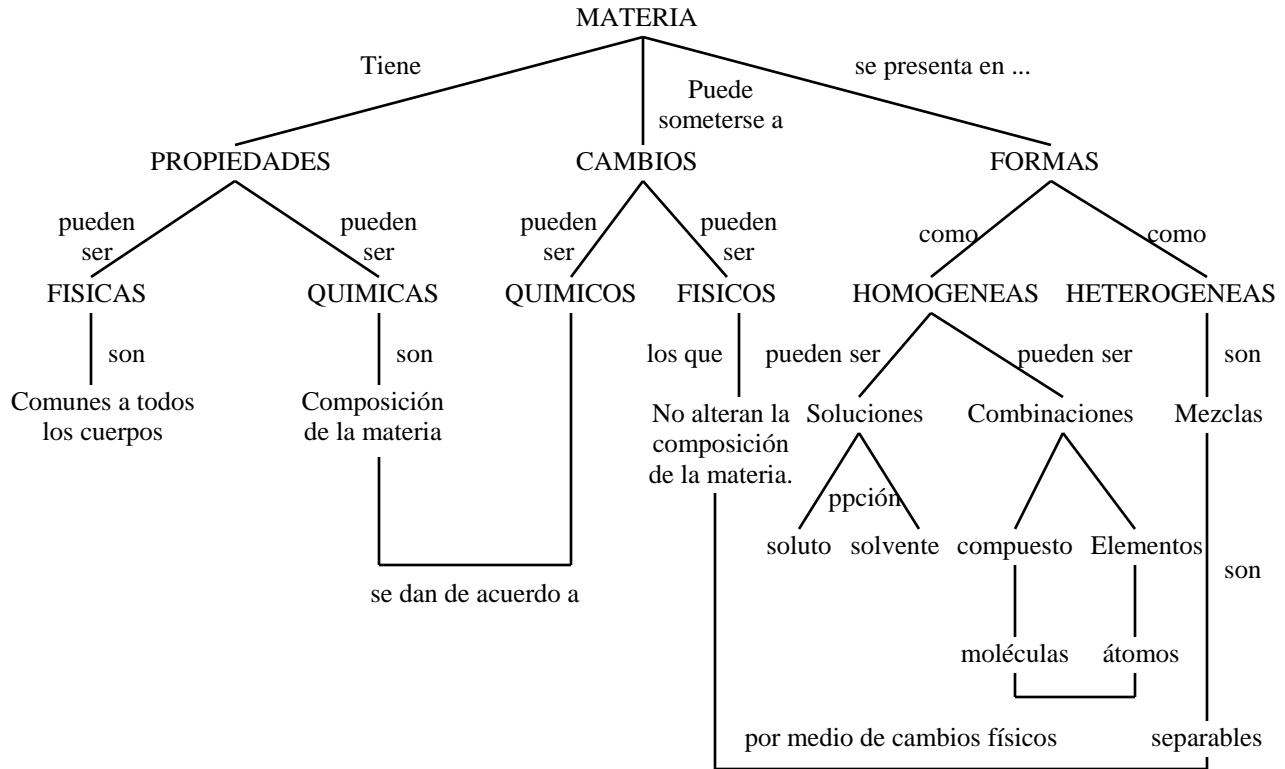 MATERIA
Tiene
se presenta en ...
Puede
someterse a
PROPIEDADES
CAMBIOS
FORMAS
pueden
ser
pueden
ser
pueden
ser
pueden
ser
como
como
FISICAS
QUIMICAS
QUIMICOS
FISICOS
HOMOGENEAS
HETEROGENEAS
son
son
los que
pueden ser
pueden ser
son
Comunes a todos
los cuerpos
Composición
de la materia
No alteran la
composición
de la materia.
Soluciones
Combinaciones
Mezclas
ppción
soluto
solvente
compuesto
Elementos
son
se dan de acuerdo a
moléculas
átomos
por medio de cambios físicos
separables